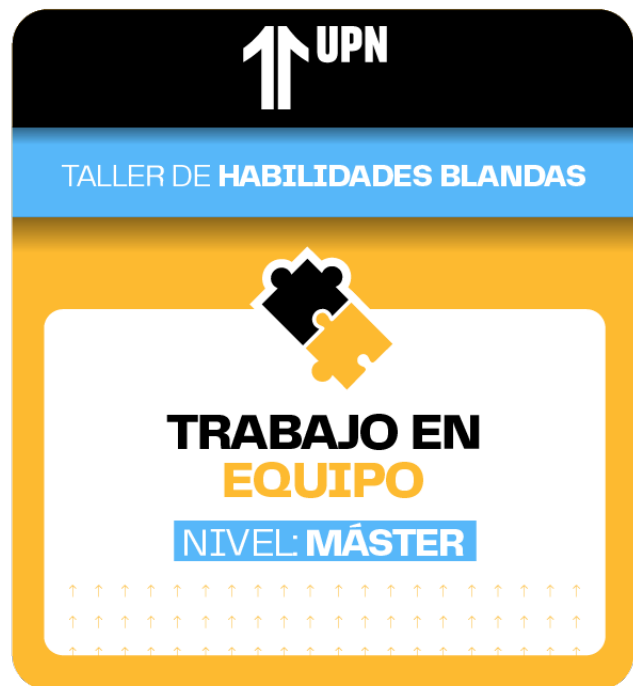 UPN
TALLER DE HABILIDADES BLANDAS
TRABAJO EN
EQUIPO
NIVEL: MÁSTER